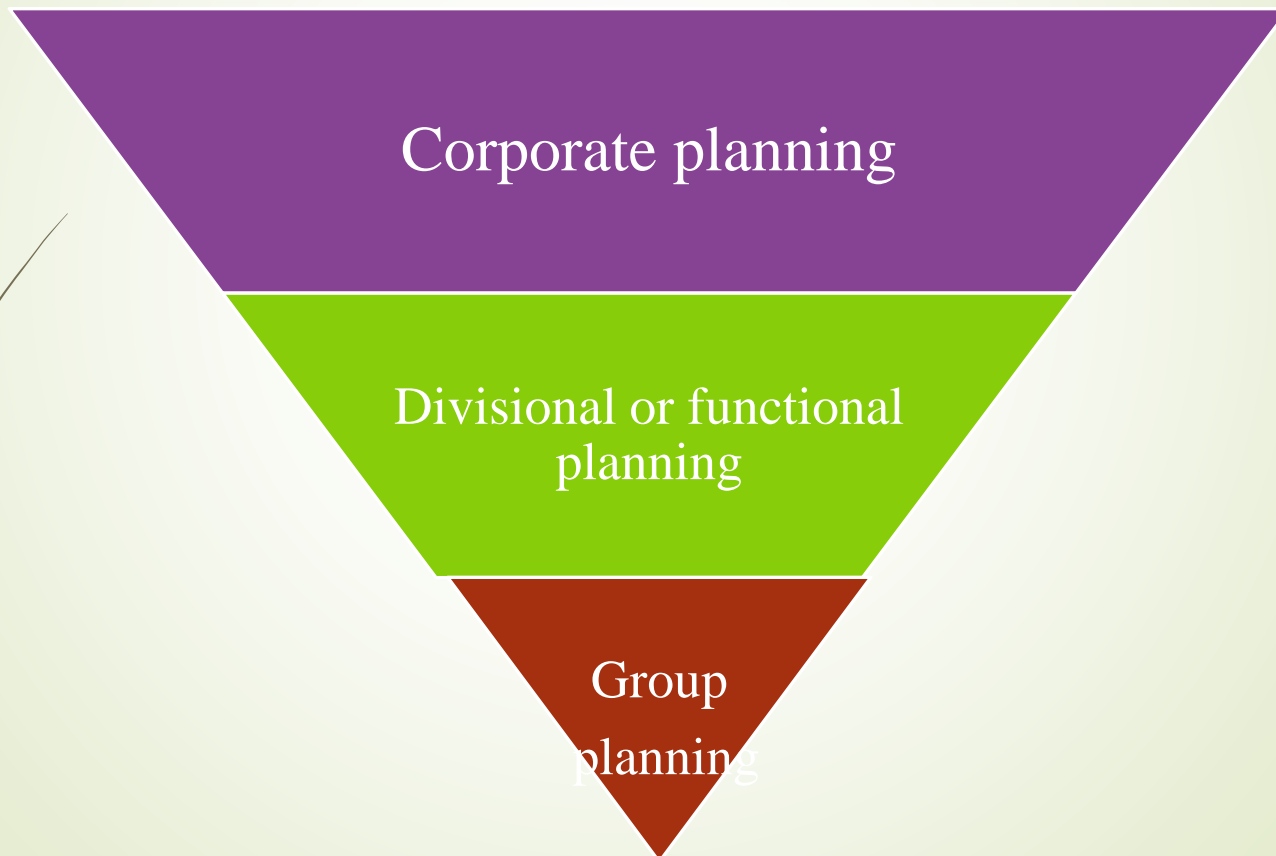 Corporate planning
Divisional or functional
planning
Group
planning